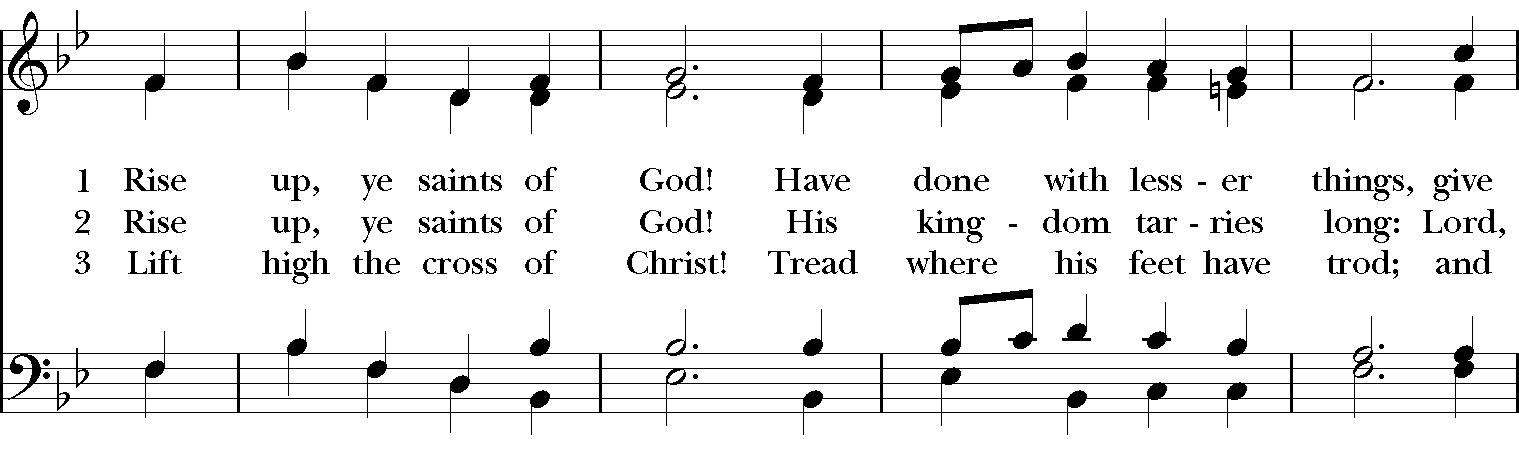 1 Rise up, ye saints of God! Have done with less - er things, give
2 Rise up, ye saints of God! His king - dom tar - ries long: Lord,
3 Lift high the cross of Christ! Tread where his feet have trod; and